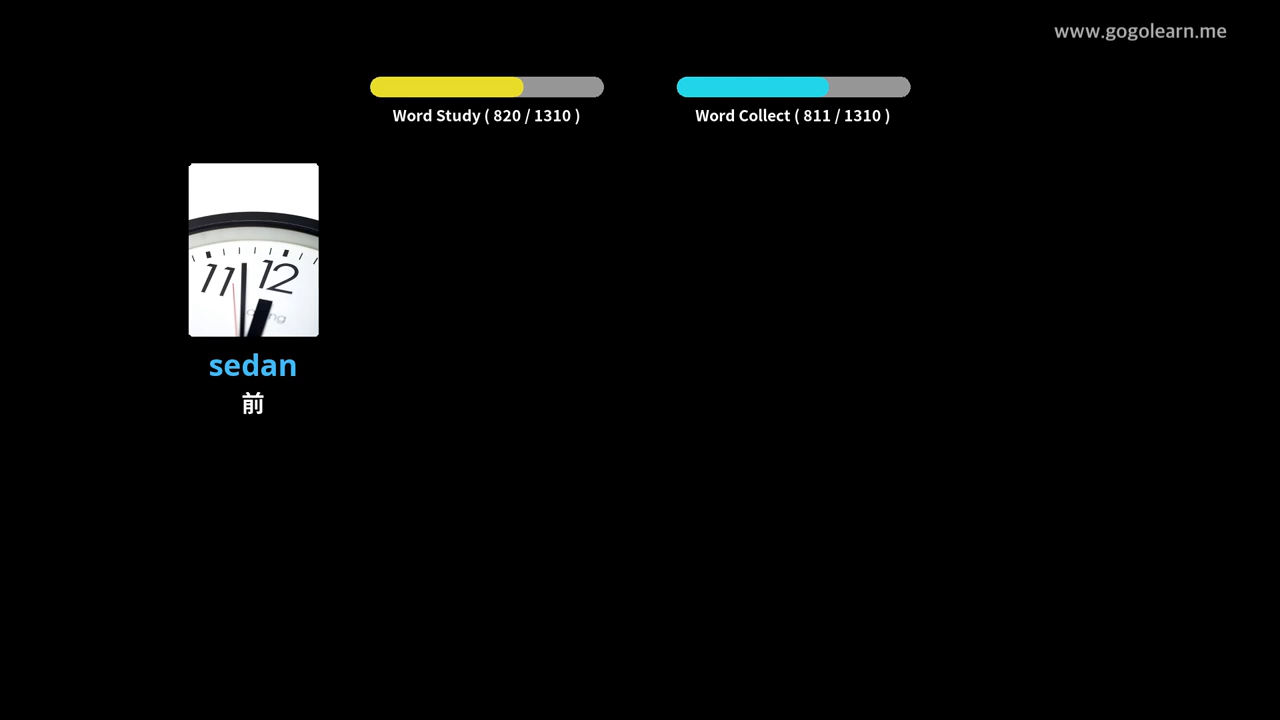 www.gogolearn.me
Word Study ( 820 / 1310 )
Word Collect ( 811 / 1310 )
11 12
sedan
前